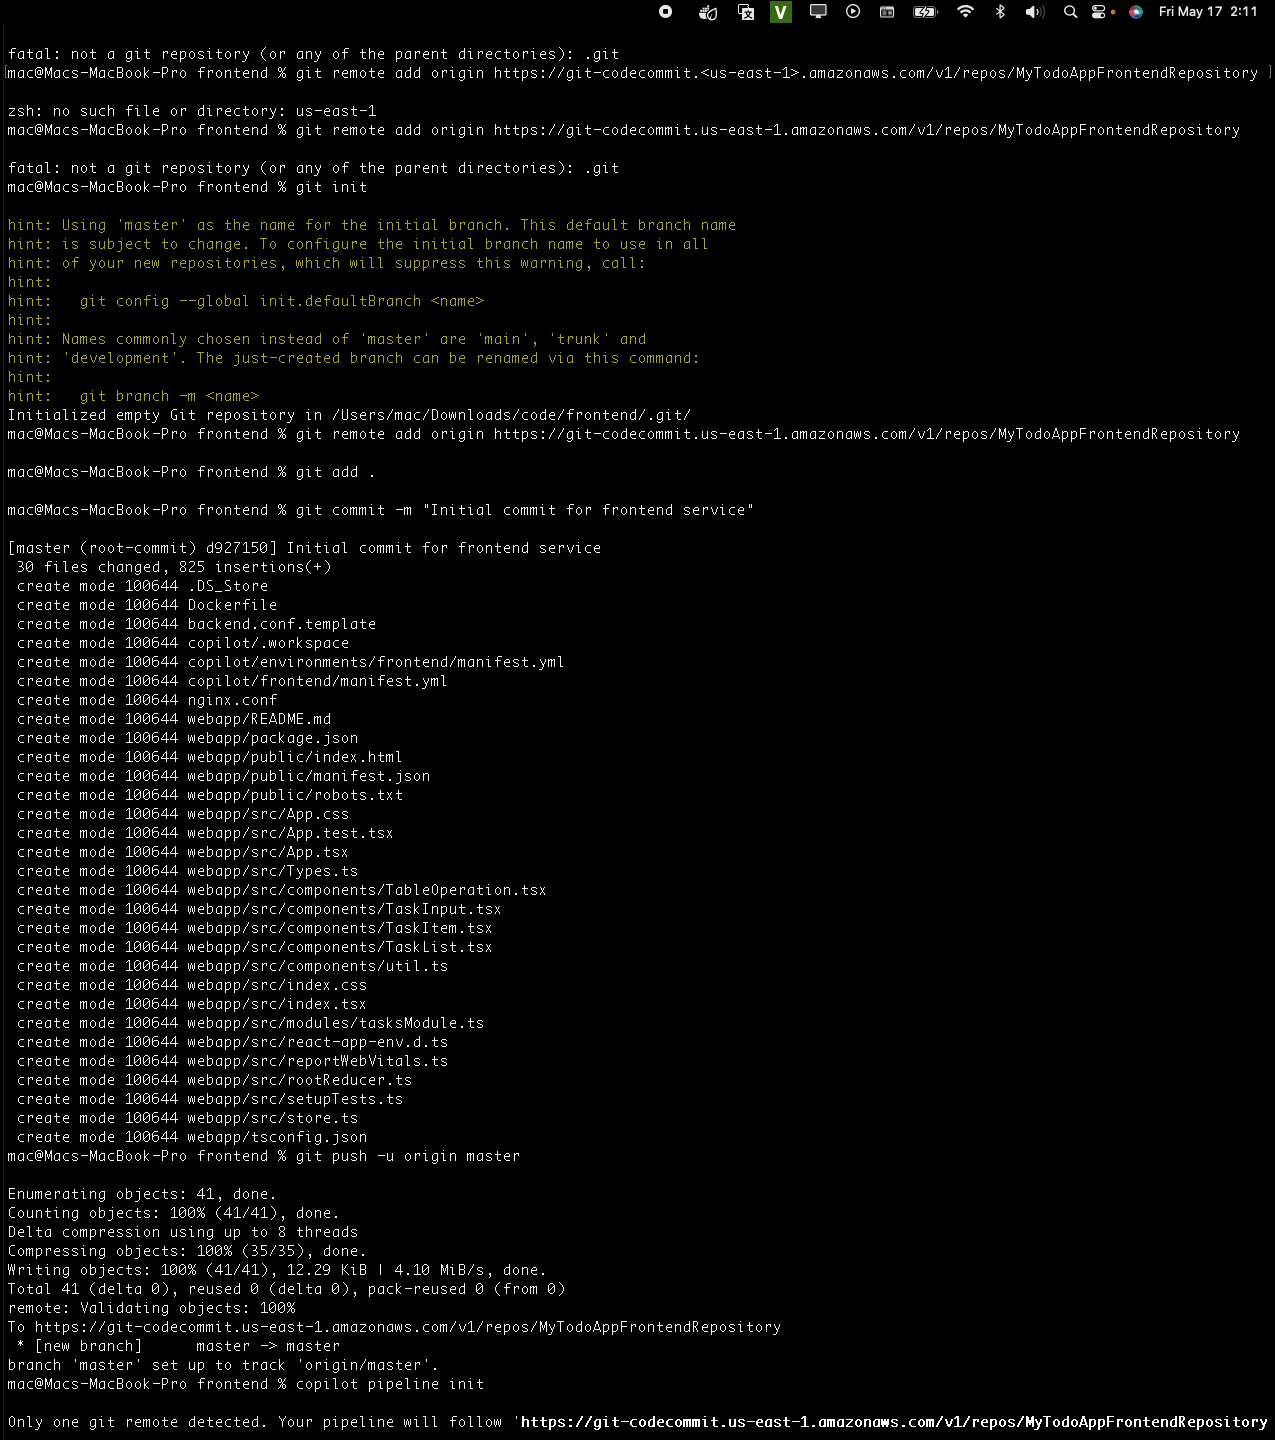 V Fri May 17 2:11
fatal: not a git repository (or any of the parent directories): .git
mac@Macs-MacBook-Pro frontend % git remote add origin https://git-codecommit.<us-east-1>.amazonaws.com/v1/repos/MyTodoAppFrontendRepository
zsh: no such file or directory: us-east-1
mac@Macs-MacBook-Pro frontend % git remote add origin https://git-codecommit.us-east-1.amazonaws.com/v1/repos/MyTodoAppFrontendRepository
fatal: not a git repository (or any of the parent directories): .git
mac@Macs-MacBook-Pro frontend % git init
hint: Using 'master' as the name for the initial branch. This default branch name
hint: is subject to change. To configure the initial branch name to use in all
hint: of your new repositories, which will suppress this warning, call:
hint:
hint:   git config --global init.defaultBranch <name>
hint:
hint: Names commonly chosen instead of 'master' are 'main', 'trunk' and
hint: 'development'. The just-created branch can be renamed via this command:
hint:
hint:   git branch -m <name>
Initialized empty Git repository in /Users/mac/Downloads/code/frontend/.git/
mac@Macs-MacBook-Pro frontend % git remote add origin https://git-codecommit.us-east-1.amazonaws.com/v1/repos/MyTodoAppFrontendRepository
mac@Macs-MacBook-Pro frontend % git add .
mac@Macs-MacBook-Pro frontend % git commit -m "Initial commit for frontend service"
[master (root-commit) d927150] Initial commit for frontend service
 30 files changed, 825 insertions(+)
 create mode 100644 .DS_Store
 create mode 100644 Dockerfile
 create mode 100644 backend.conf.template
 create mode 100644 copilot/.workspace
 create mode 100644 copilot/environments/frontend/manifest.yml
 create mode 100644 copilot/frontend/manifest.yml
 create mode 100644 nginx.conf
 create mode 100644 webapp/README.md
 create mode 100644 webapp/package.json
 create mode 100644 webapp/public/index.html
 create mode 100644 webapp/public/manifest.json
 create mode 100644 webapp/public/robots.txt
 create mode 100644 webapp/src/App.css
 create mode 100644 webapp/src/App.test.tsx
 create mode 100644 webapp/src/App.tsx
 create mode 100644 webapp/src/Types.ts
 create mode 100644 webapp/src/components/TableOperation.tsx
 create mode 100644 webapp/src/components/TaskInput.tsx
 create mode 100644 webapp/src/components/TaskItem.tsx
 create mode 100644 webapp/src/components/TaskList.tsx
 create mode 100644 webapp/src/components/util.ts
 create mode 100644 webapp/src/index.css
 create mode 100644 webapp/src/index.tsx
 create mode 100644 webapp/src/modules/tasksModule.ts
 create mode 100644 webapp/src/react-app-env.d.ts
 create mode 100644 webapp/src/reportWebVitals.ts
 create mode 100644 webapp/src/rootReducer.ts
 create mode 100644 webapp/src/setupTests.ts
 create mode 100644 webapp/src/store.ts
 create mode 100644 webapp/tsconfig.json
mac@Macs-MacBook-Pro frontend % git push -u origin master
Enumerating objects: 41, done.
Counting objects: 100% (41/41), done.
Delta compression using up to 8 threads
Compressing objects: 100% (35/35), done.
Writing objects: 100% (41/41), 12.29 KiB | 4.10 MiB/s, done.
Total 41 (delta 0), reused 0 (delta 0), pack-reused 0 (from 0)
remote: Validating objects: 100%
To https://git-codecommit.us-east-1.amazonaws.com/v1/repos/MyTodoAppFrontendRepository
 * [new branch]      master -> master
branch 'master' set up to track 'origin/master'.
mac@Macs-MacBook-Pro frontend % copilot pipeline init
Only one git remote detected. Your pipeline will follow 'https://git-codecommit.us-east-1.amazonaws.com/v1/repos/MyTodoAppFrontendRepository